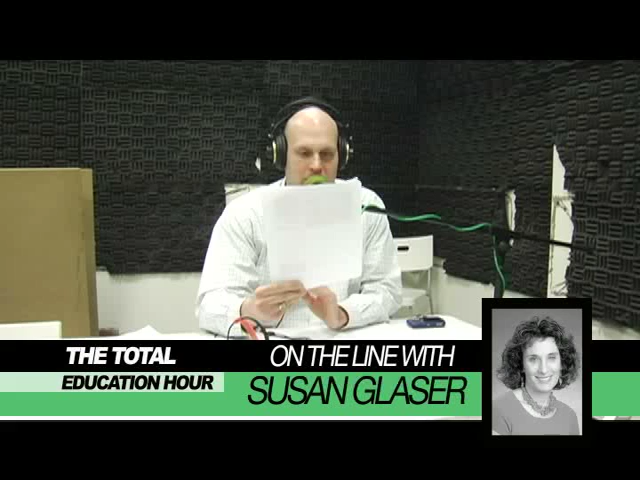 THE TOTAL
EDUCATION HOUR
ON THE LINE WITH
SUSAN GLASER